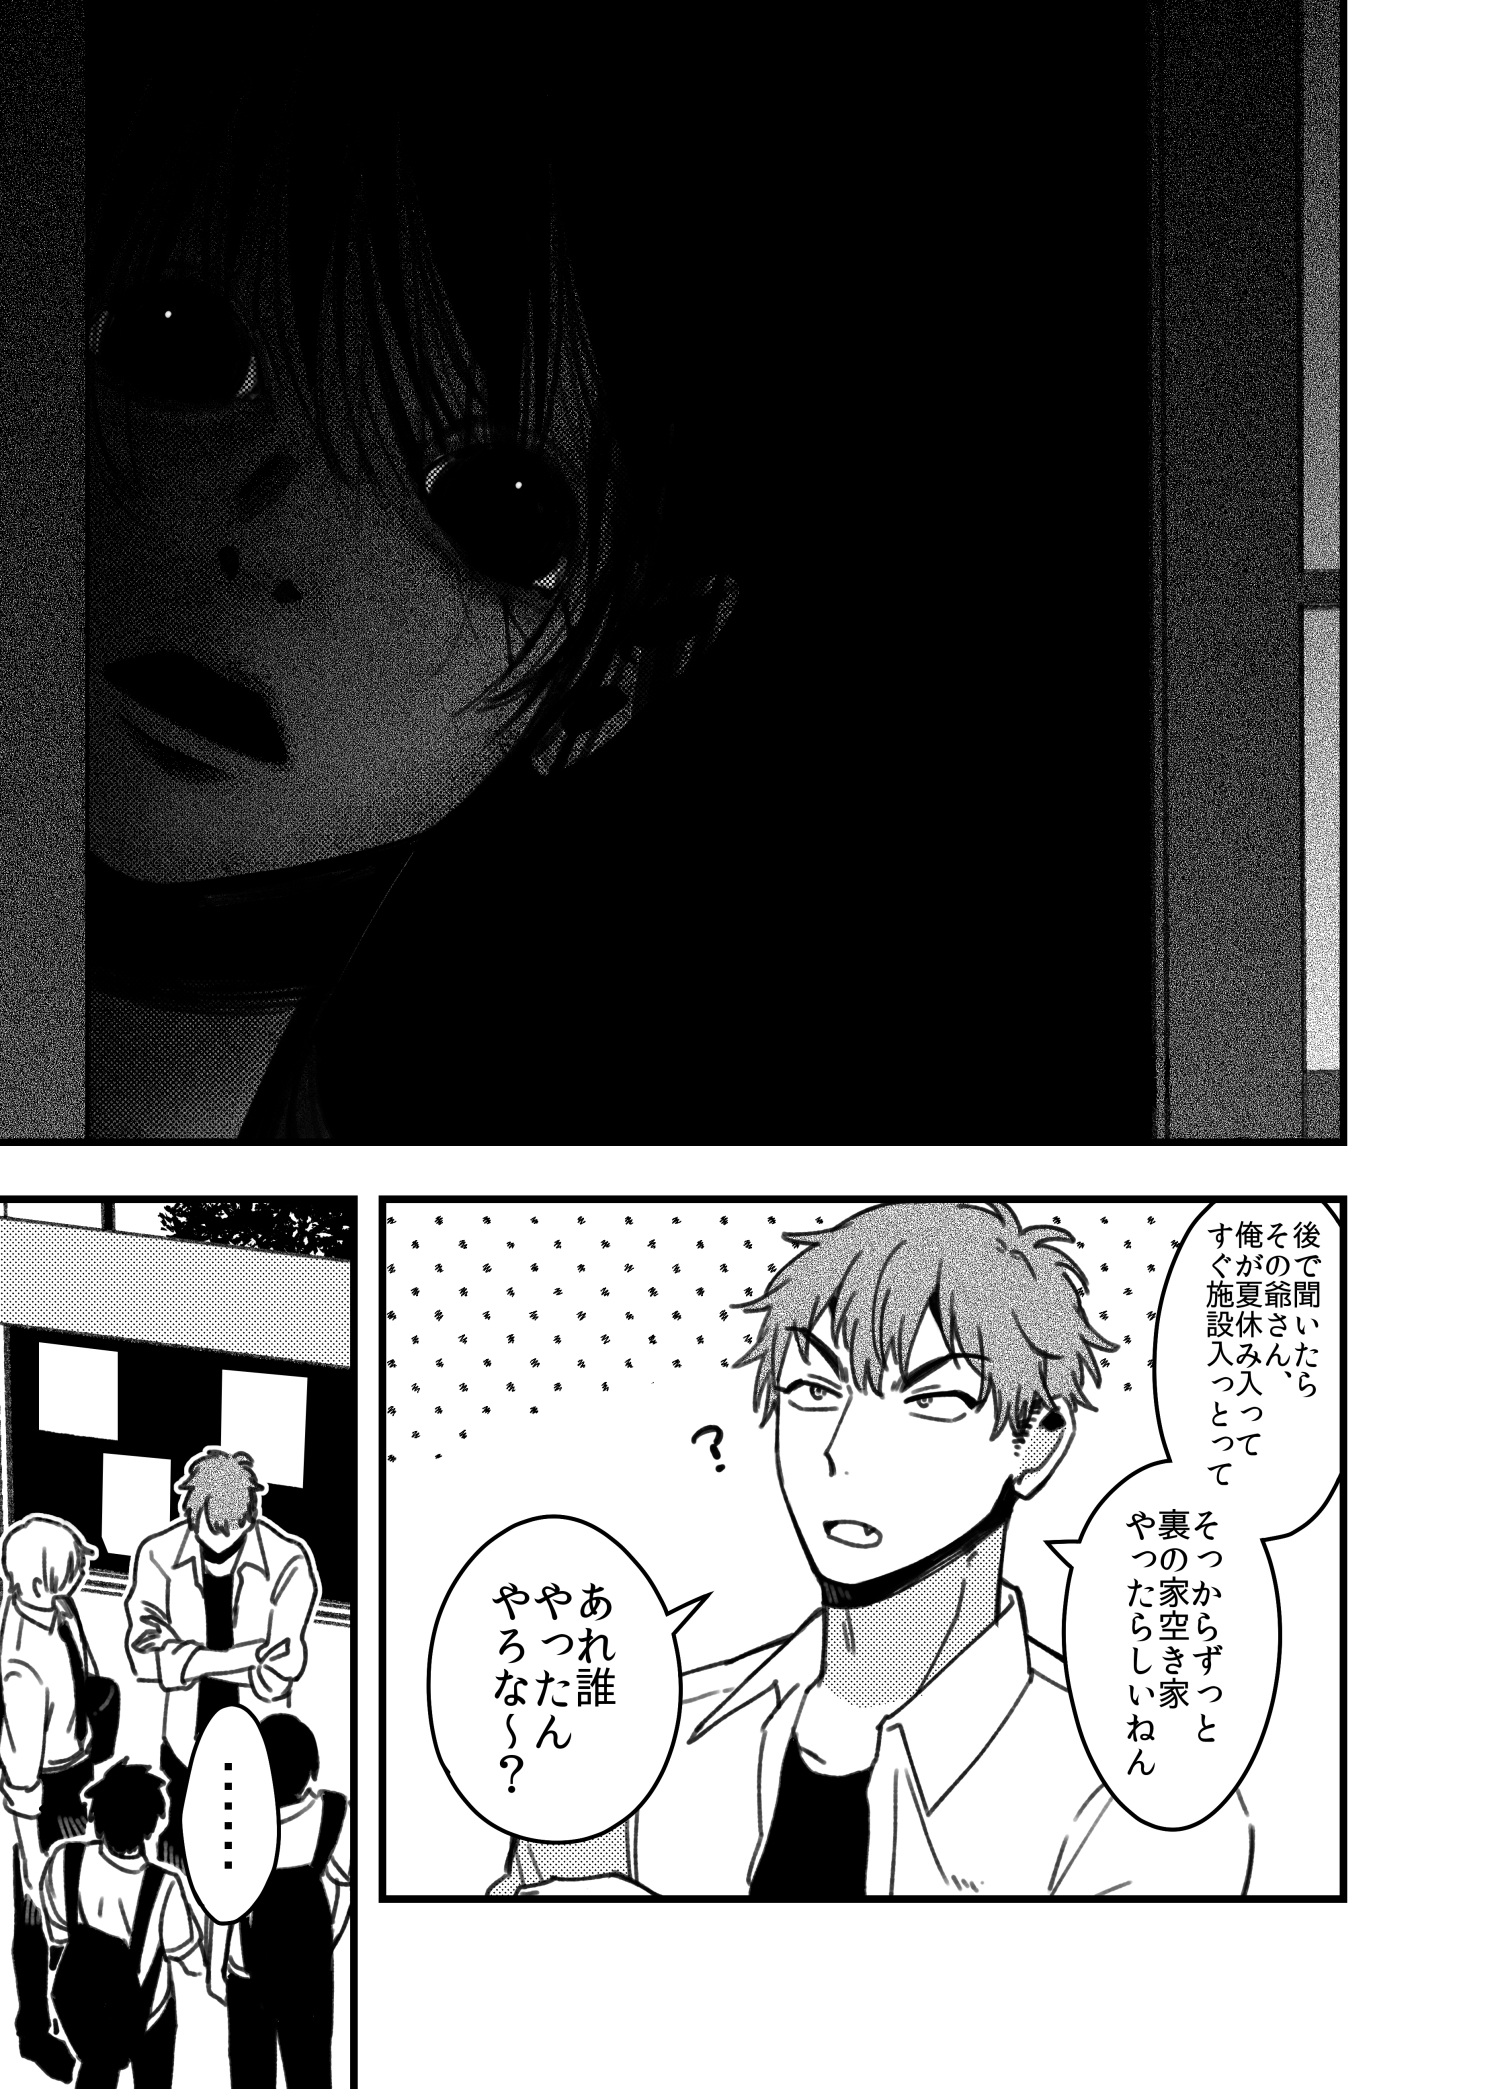 後で聞いたら
その爺さん、
俺が夏休み入って
すぐ施設入っとって
そっからずっと
裏の家空き家
やったらしいねん
あれ誰
やったん
やろな～？
？
……